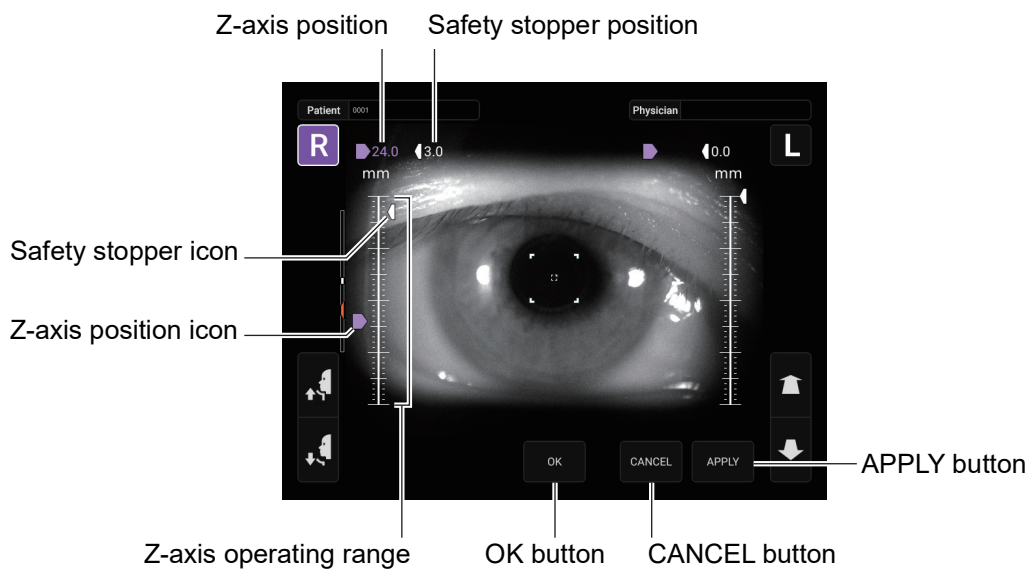 Z-axis position Safety stopper position
Patient 0001 Physician
R 24.0 3.0 0.0 L
mm mm
Safety stopper icon
Z-axis position icon
OK CANCEL APPLY
APPLY button
Z-axis operating range OK button CANCEL button